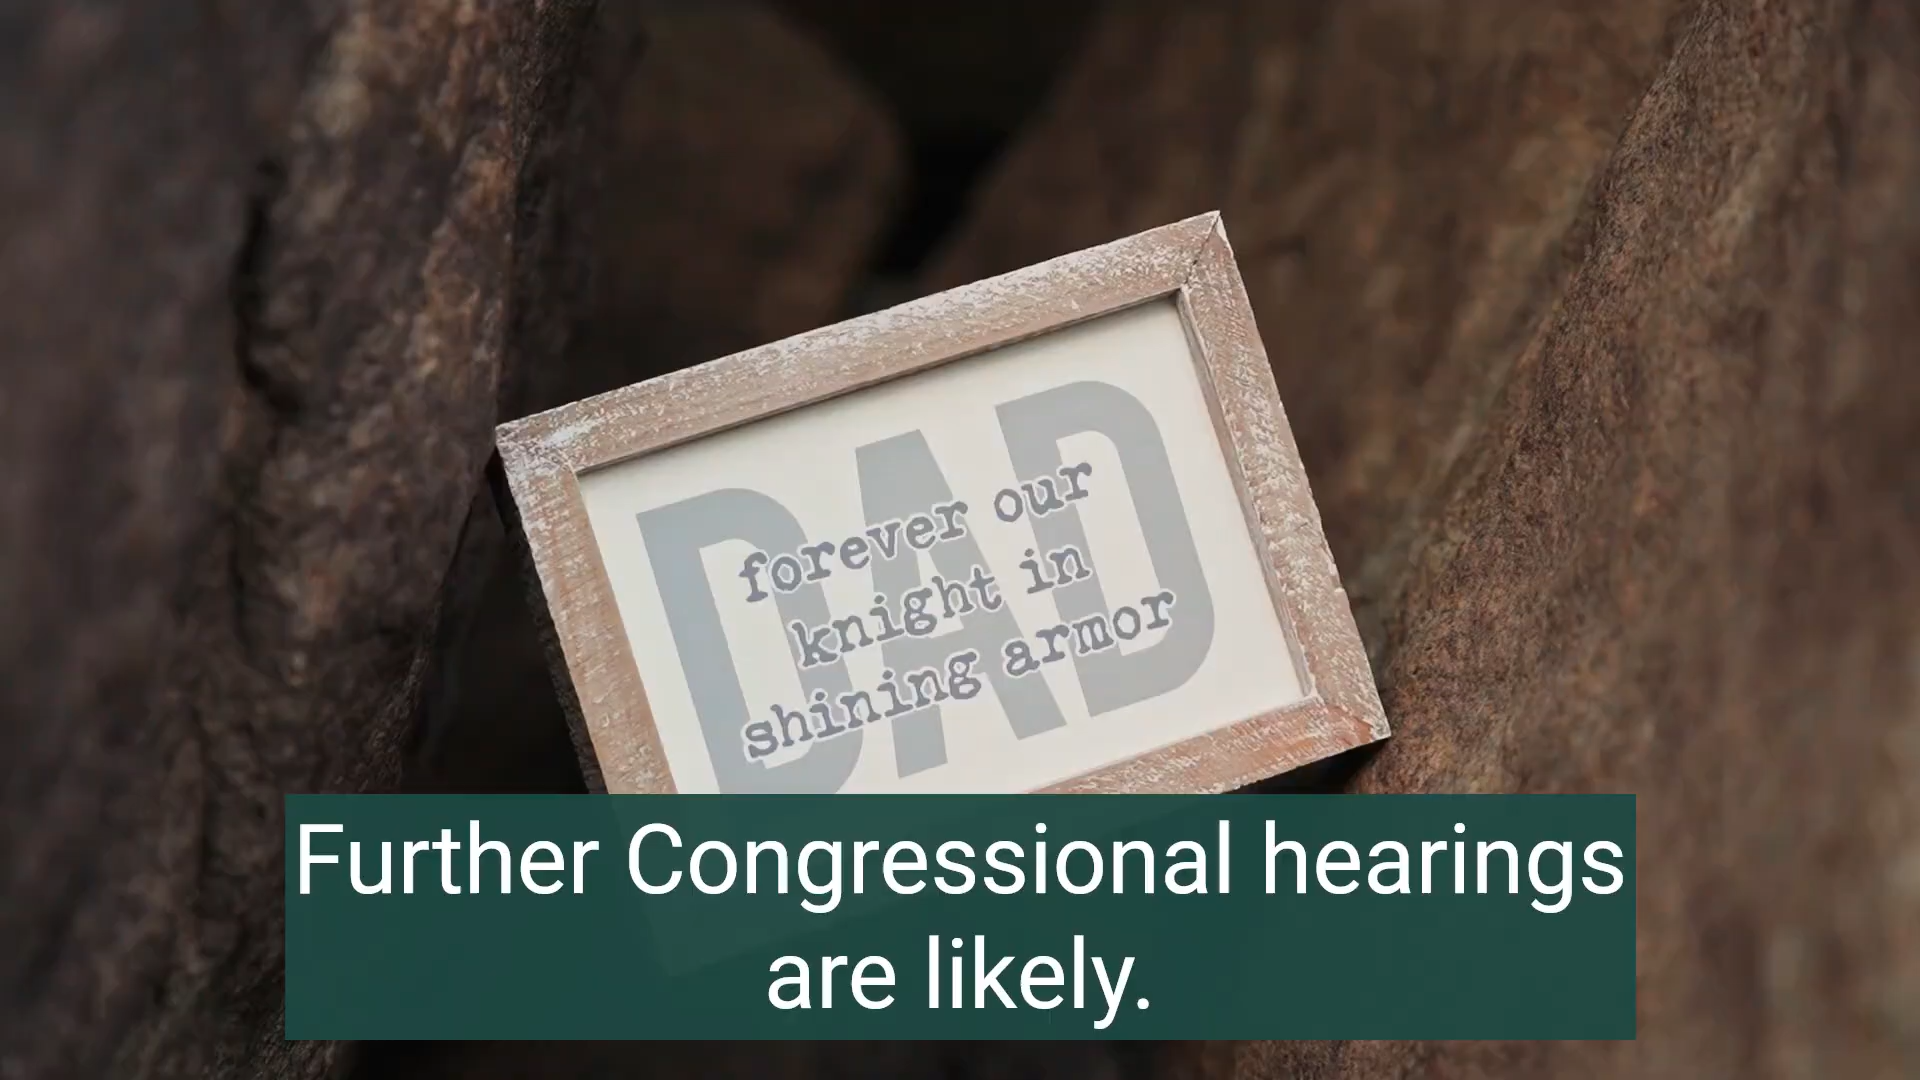 DAD
forever our
knight in
shining armor
Further Congressional hearings
are likely.